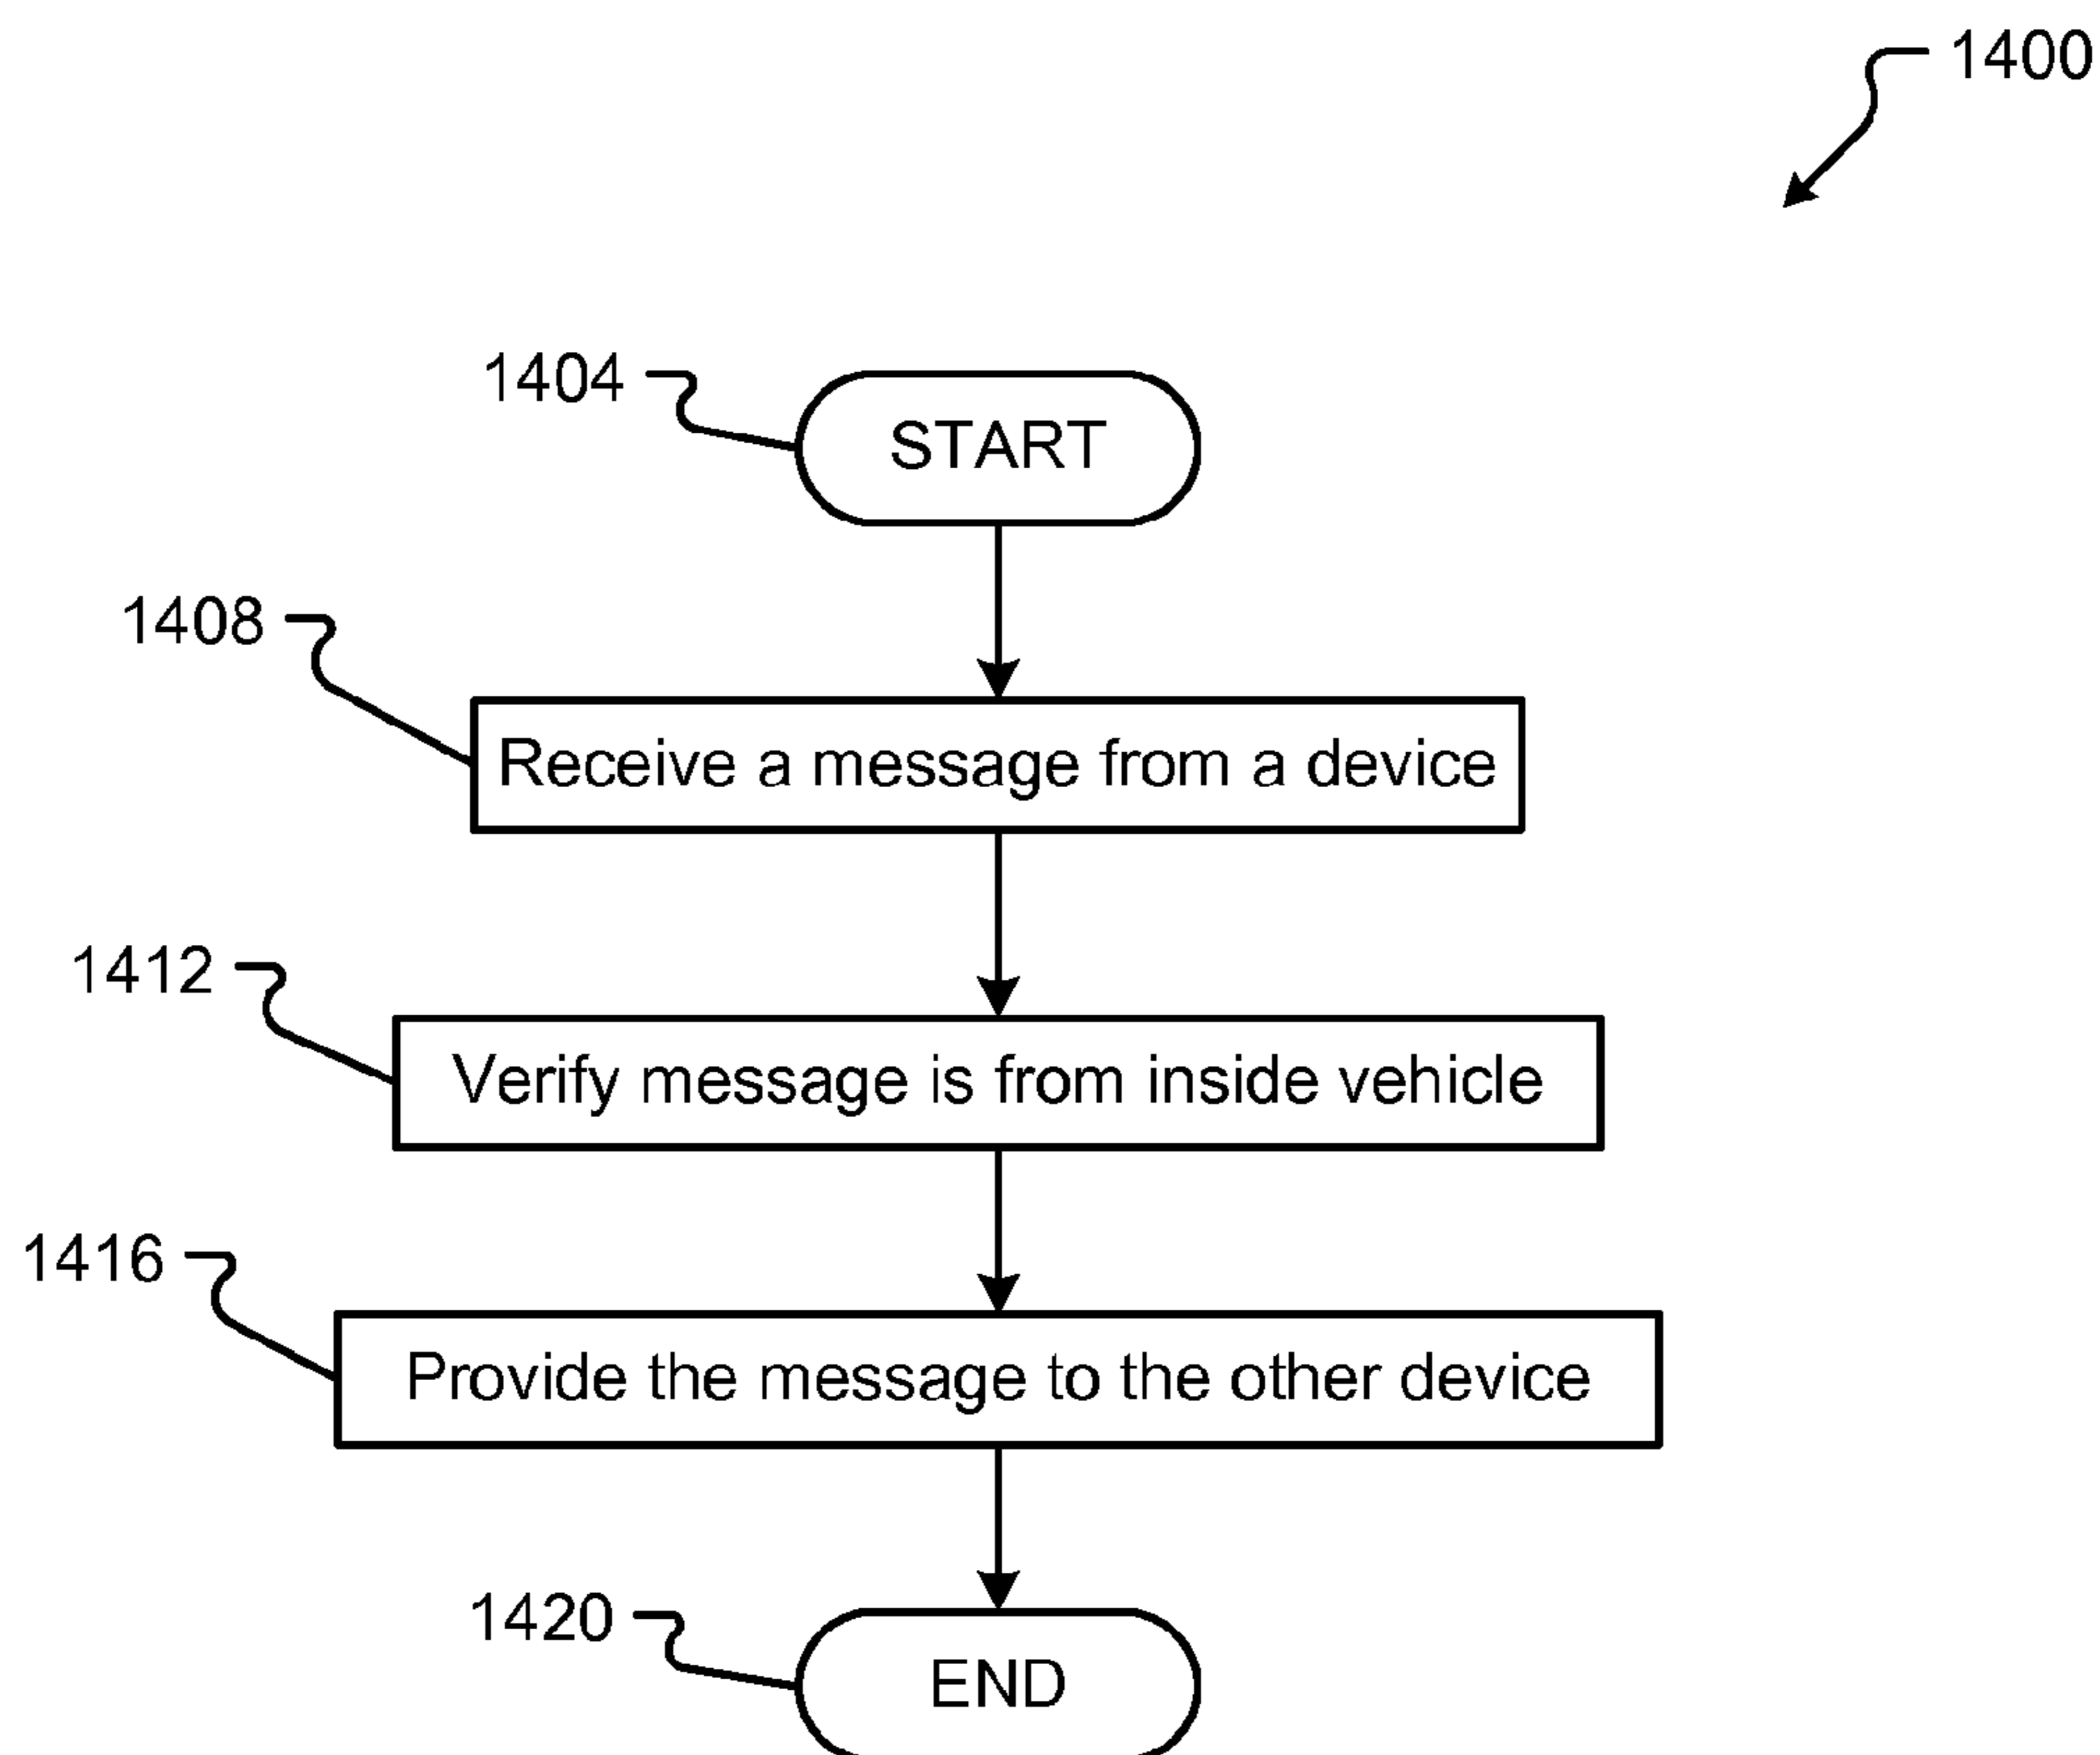 1400
1404
START
1408
Receive a message from a device
1412
Verify message is from inside vehicle
1416
Provide the message to the other device
1420
END